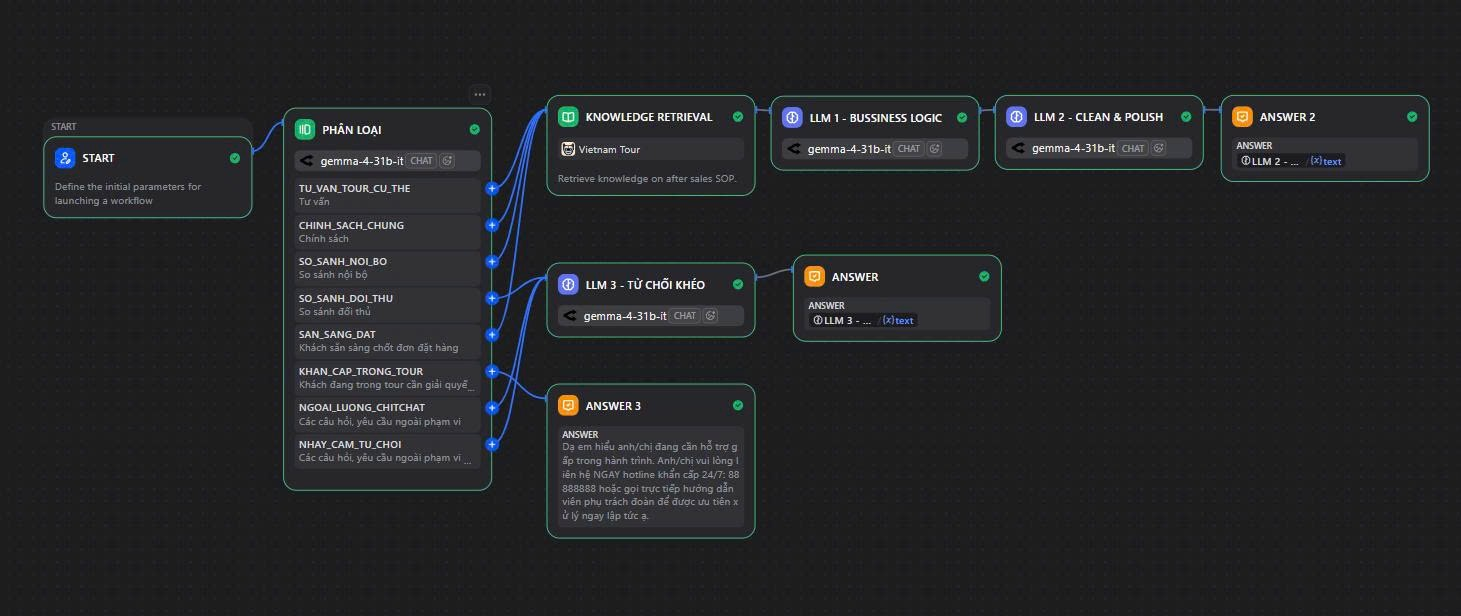 START
START
Define the initial parameters for
launching a workflow
PHÂN LOẠI
gemma-4-31b-it CHAT
TU_VAN_TOUR_CU_THE
Tư vấn
CHINH_SACH_CHUNG
Chính sách
SO_SANH_NOI_BO
So sánh nội bộ
SO_SANH_DOI_THU
So sánh đối thủ
SAN_SANG_DAT
Khách sẵn sàng chốt đơn đặt hàng
KHAN_CAP_TRONG_TOUR
Khách đang trong tour cần giải quyế...
NGOAI_LUONG_CHITCHAT
Các câu hỏi, yêu cầu ngoài phạm vi
NHAY_CAM_TU_CHOI
Các câu hỏi, yêu cầu ngoài phạm vi ...
KNOWLEDGE RETRIEVAL
Vietnam Tour
Retrieve knowledge on after sales SOP.
LLM 1 - BUSSINESS LOGIC
gemma-4-31b-it CHAT
LLM 2 - CLEAN & POLISH
gemma-4-31b-it CHAT
ANSWER 2
ANSWER
LLM 2 - ... / (x) text
LLM 3 - TỪ CHỐI KHÉO
gemma-4-31b-it CHAT
ANSWER
ANSWER
LLM 3 - ... / (x) text
ANSWER 3
ANSWER
Dạ em hiểu anh/chị đang cần hỗ trợ g
ấp trong hành trình. Anh/chị vui lòng l
iên hệ NGAY hotline khẩn cấp 24/7: 88
888888 hoặc gọi trực tiếp hướng dẫn
viên phụ trách đoàn để được ưu tiên x
ử lý ngay lập tức ạ.